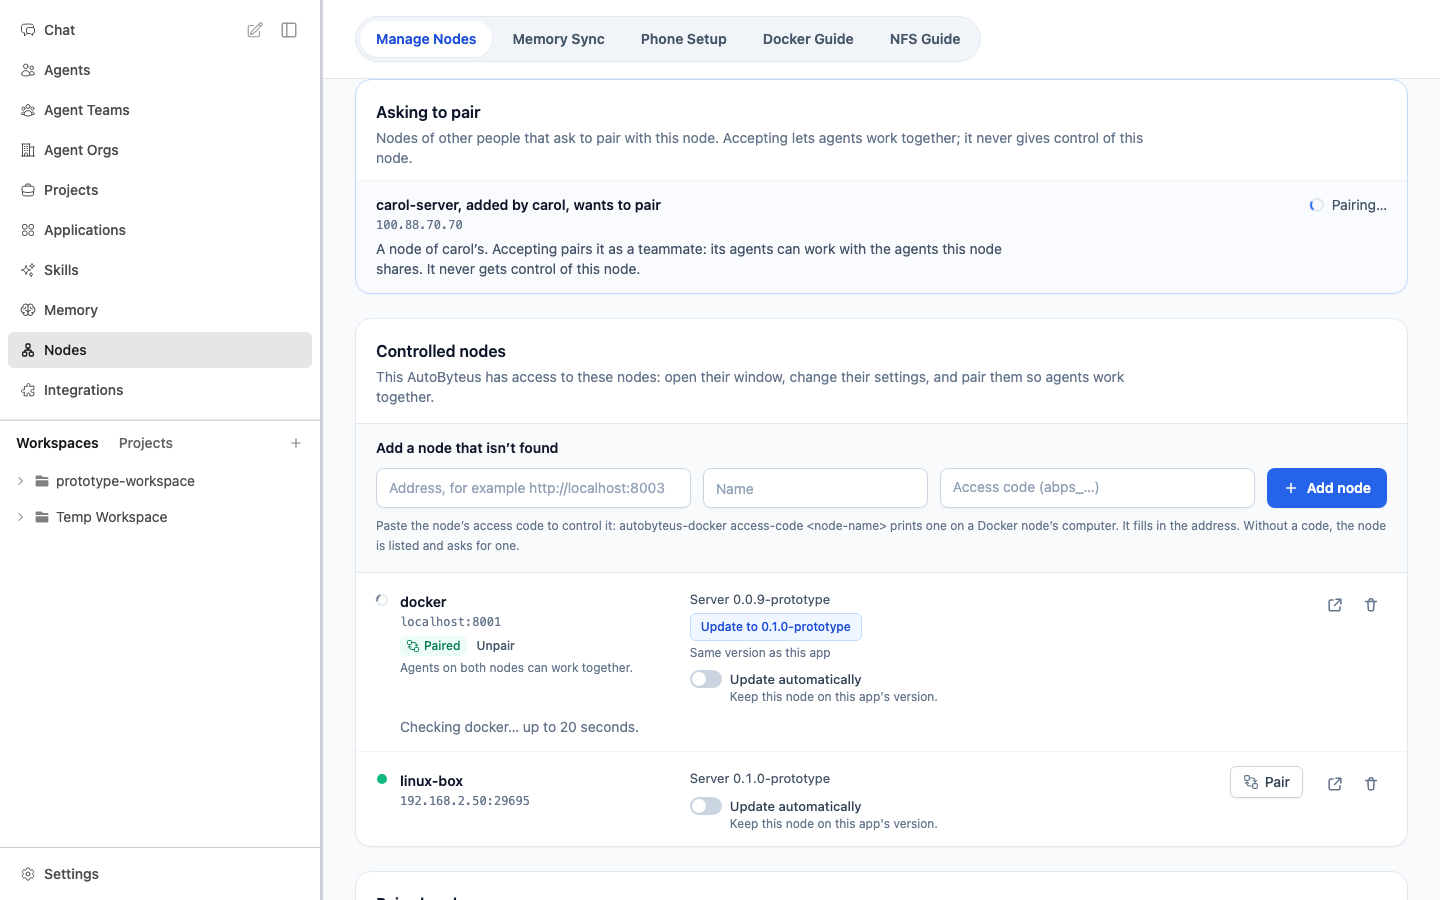 Chat
Agents
Agent Teams
Agent Orgs
Projects
Applications
Skills
Memory
Nodes
Integrations
Workspaces Projects
prototype-workspace
Temp Workspace
Settings
Manage Nodes Memory Sync Phone Setup Docker Guide NFS Guide
Asking to pair
Nodes of other people that ask to pair with this node. Accepting lets agents work together; it never gives control of this
node.
carol-server, added by carol, wants to pair
Pairing…
100.88.70.70
A node of carol’s. Accepting pairs it as a teammate: its agents can work with the agents this node
shares. It never gets control of this node.
Controlled nodes
This AutoByteus has access to these nodes: open their window, change their settings, and pair them so agents work
together.
Add a node that isn’t found
Address, for example http://localhost:8003 Name Access code (abps_…) Add node
Paste the node’s access code to control it: autobyteus-docker access-code <node-name> prints one on a Docker node’s computer. It fills in the address. Without a code, the node
is listed and asks for one.
docker
localhost:8001
Paired Unpair
Agents on both nodes can work together.
Server 0.0.9-prototype
Update to 0.1.0-prototype
Same version as this app
Update automatically
Keep this node on this app's version.
Checking docker… up to 20 seconds.
linux-box
192.168.2.50:29695
Server 0.1.0-prototype
Update automatically
Keep this node on this app's version.
Pair